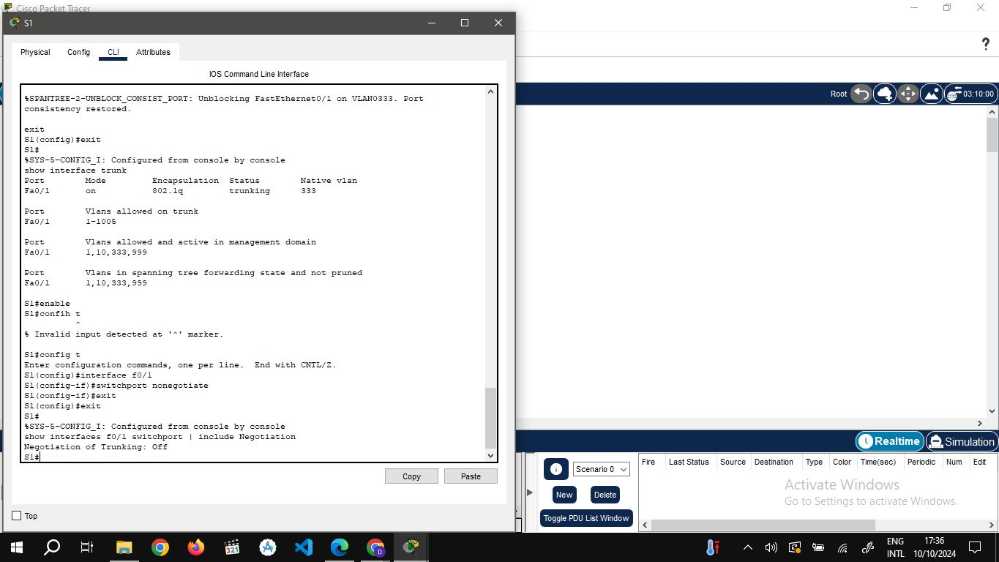 Cisco Packet Tracer
S1
Physical Config CLI Attributes
?
IOS Command Line Interface
%SPANTREE-2-UNBLOCK_CONSIST_PORT: Unblocking FastEthernet0/1 on VLAN0333. Port
consistency restored.
exit
S1(config)#exit
S1#
%SYS-5-CONFIG_I: Configured from console by console
show interface trunk
Port Mode Encapsulation Status Native vlan
Fa0/1 on 802.1q trunking 333
Port Vlans allowed on trunk
Fa0/1 1-1005
Port Vlans allowed and active in management domain
Fa0/1 1,10,333,999
Port Vlans in spanning tree forwarding state and not pruned
Fa0/1 1,10,333,999
S1#enable
S1#confih t
^
% Invalid input detected at '^' marker.
S1#config t
Enter configuration commands, one per line. End with CNTL/Z.
S1(config)#interface f0/1
S1(config-if)#switchport nonegotiate
S1(config-if)#exit
S1(config)#exit
S1#
%SYS-5-CONFIG_I: Configured from console by console
show interfaces f0/1 switchport | include Negotiation
Negotiation of Trunking: Off
S1#
Copy Paste
Top
Root 03:10:00
Realtime Simulation
Scenario 0
New Delete
Toggle PDU List Window
Fire Last Status Source Destination Type Color Time(sec) Periodic Num Edit
Activate Windows
Go to Settings to activate Windows.
321
D
ENG
INTL
17:36
10/10/2024